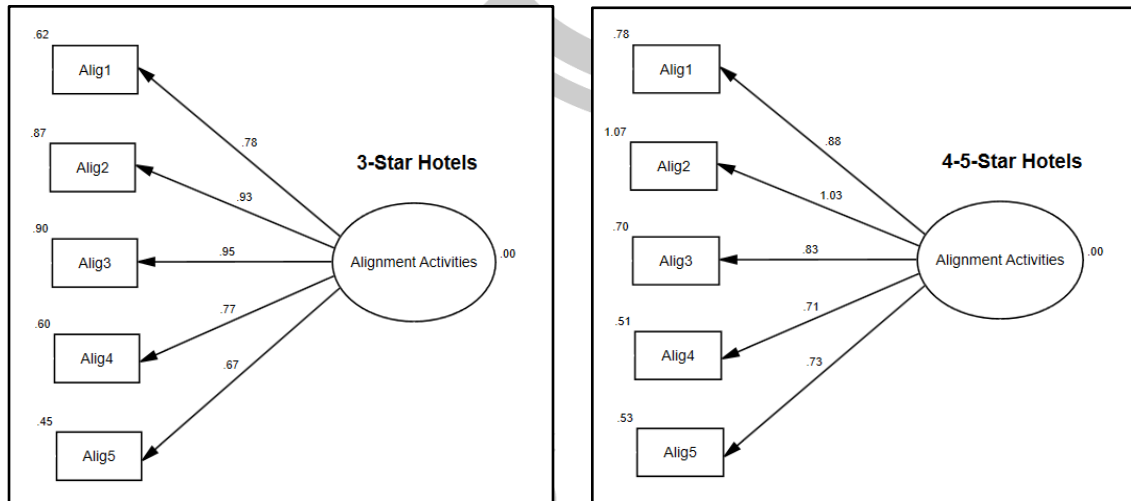 .62
Alig1
.78
.87
Alig2
3-Star Hotels
.93
.90
Alig3
.95
Alignment Activities
.00
.77
.60
Alig4
.67
.45
Alig5
.78
Alig1
.88
1.07
Alig2
4-5-Star Hotels
1.03
.70
Alig3
.83
Alignment Activities
.00
.71
.51
Alig4
.73
.53
Alig5